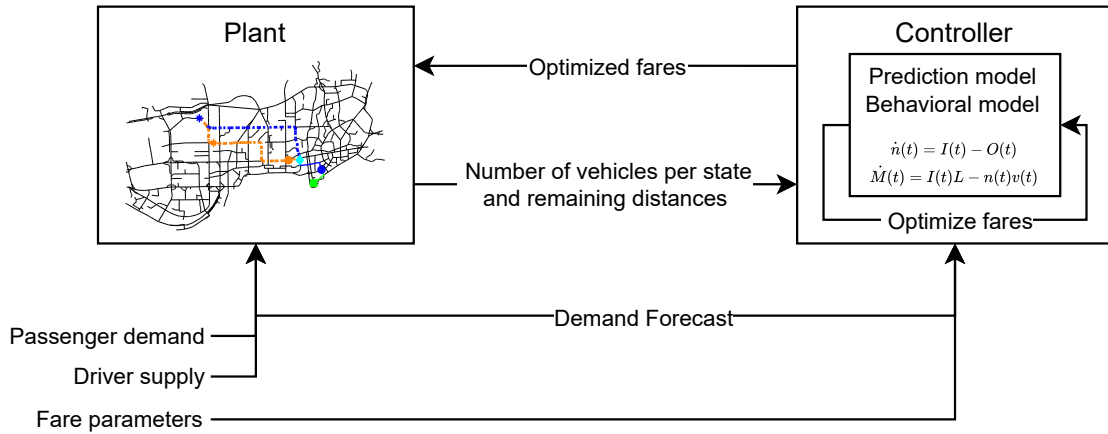 Plant
Controller
Optimized fares
Prediction model
Behavioral model
ṅ(t) = I(t) − O(t)
Ṁ(t) = I(t)L − n(t)v(t)
Number of vehicles per state
and remaining distances
Optimize fares
Demand Forecast
Passenger demand
Driver supply
Fare parameters